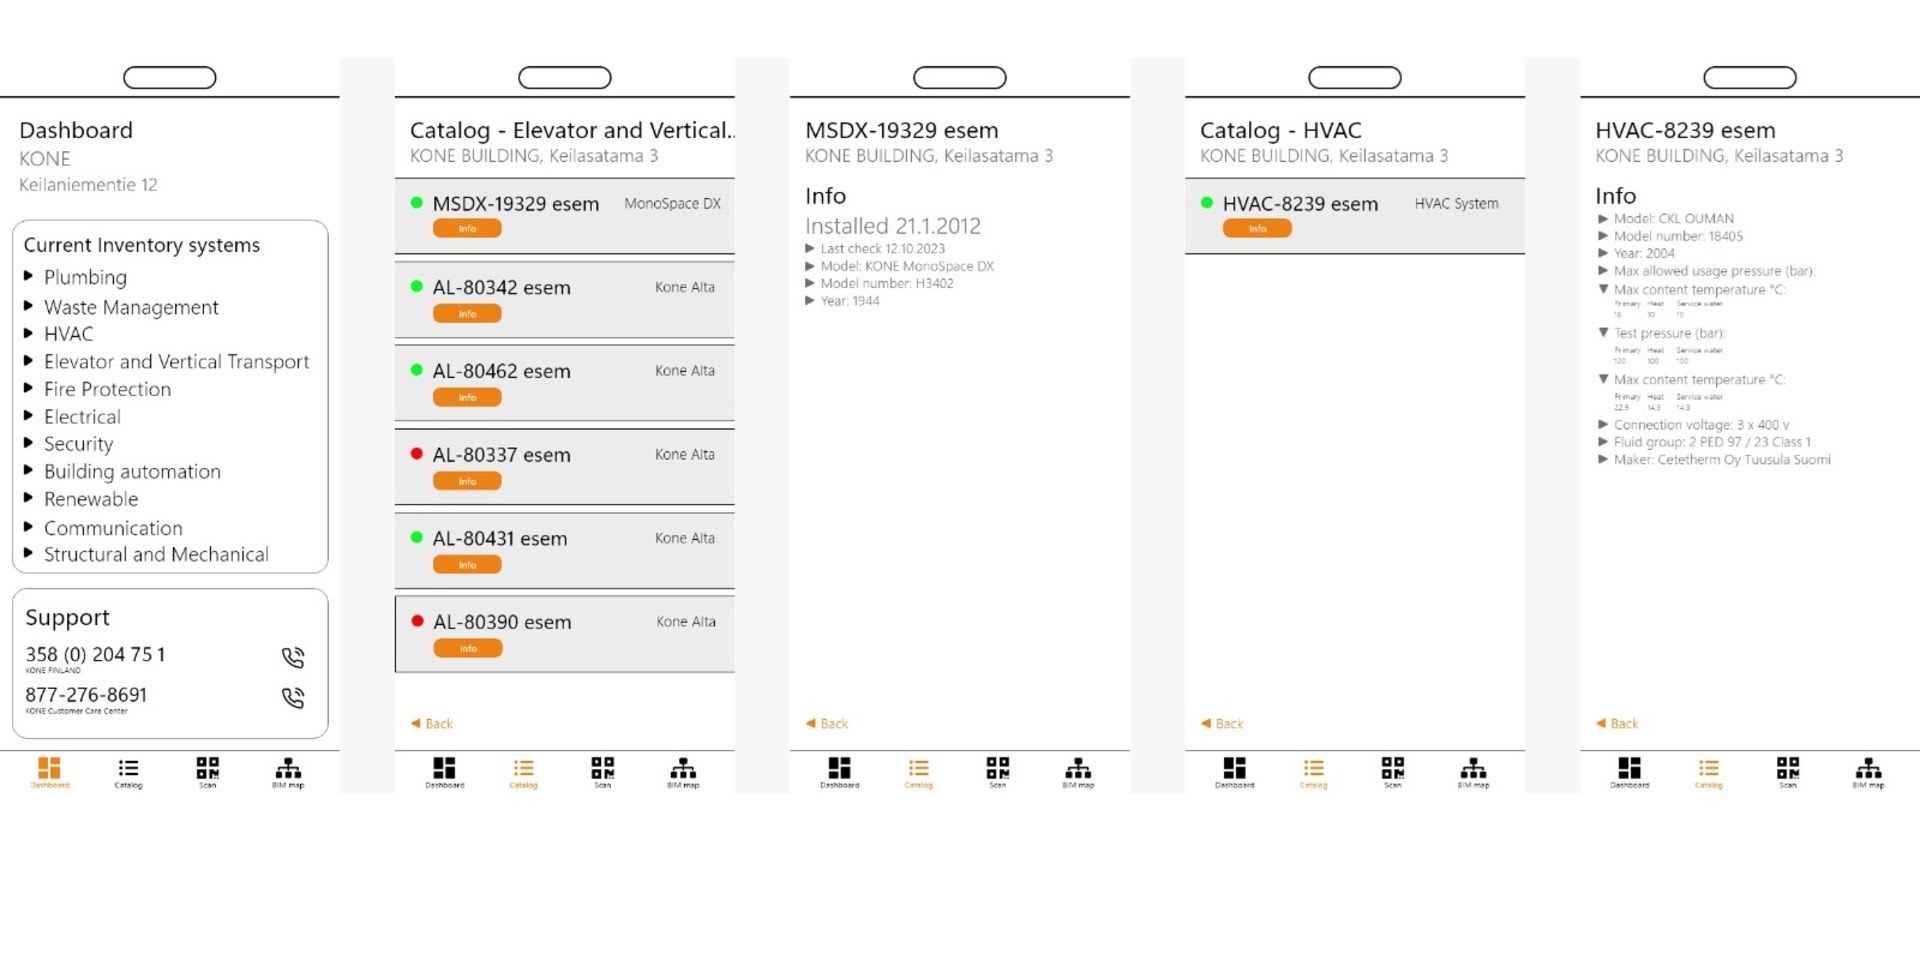 Dashboard
KONE
Keilaniementie 12
Current Inventory systems
Plumbing
Waste Management
HVAC
Elevator and Vertical Transport
Fire Protection
Electrical
Security
Building automation
Renewable
Communication
Structural and Mechanical
Support
358 (0) 204 75 1
KONE FINLAND
877-276-8691
KONE Customer Care Center
Dashboard Catalog Scan BIM map
Catalog - Elevator and Vertical..
KONE BUILDING, Keilasatama 3
MSDX-19329 esem MonoSpace DX
Info
AL-80342 esem Kone Alta
Info
AL-80462 esem Kone Alta
Info
AL-80337 esem Kone Alta
Info
AL-80431 esem Kone Alta
Info
AL-80390 esem Kone Alta
Info
Back
Dashboard Catalog Scan BIM map
MSDX-19329 esem
KONE BUILDING, Keilasatama 3
Info
Installed 21.1.2012
Last check 12.10.2023
Model: KONE MonoSpace DX
Model number: H3402
Year: 1944
Back
Dashboard Catalog Scan BIM map
Catalog - HVAC
KONE BUILDING, Keilasatama 3
HVAC-8239 esem HVAC System
Info
Back
Dashboard Catalog Scan BIM map
HVAC-8239 esem
KONE BUILDING, Keilasatama 3
Info
Model: CKL OUMAN
Model number: 18405
Year: 2004
Max allowed usage pressure (bar):
Max content temperature °C:
Primary Heat Service water
16 10 10
Test pressure (bar):
Primary Heat Service water
120 100 100
Max content temperature °C:
Primary Heat Service water
22,9 14,3 14,3
Connection voltage: 3 x 400 v
Fluid group: 2 PED 97 / 23 Class 1
Maker: Cetetherm Oy Tuusula Suomi
Back
Dashboard Catalog Scan BIM map